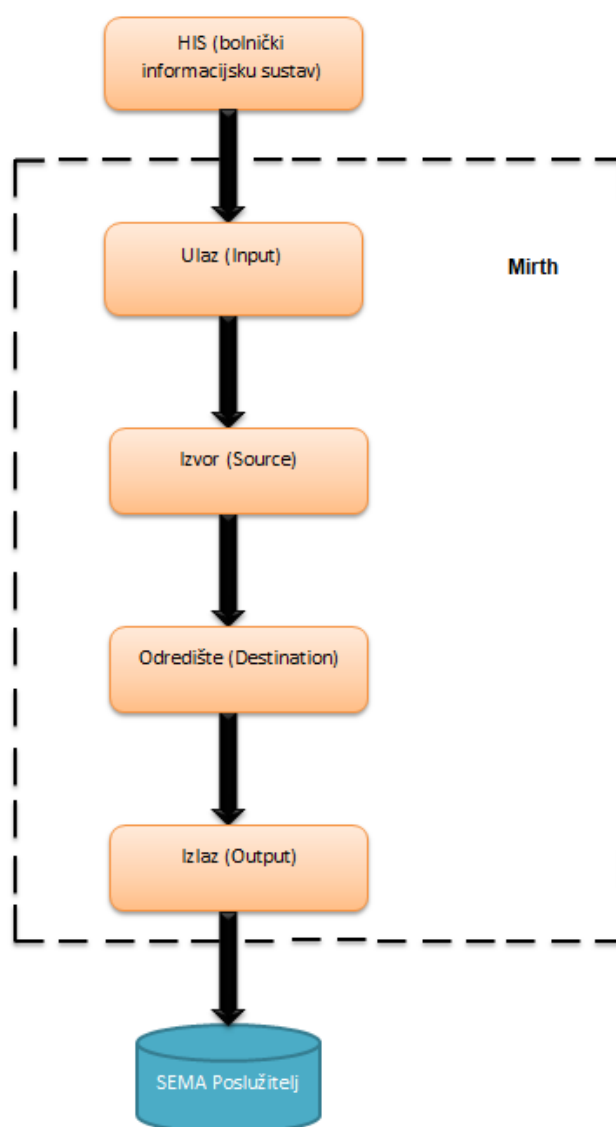 HIS (bolnički
informacijsku sustav)
Ulaz (Input)
Mirth
Izvor (Source)
Odredište (Destination)
Izlaz (Output)
SEMA Poslužitelj